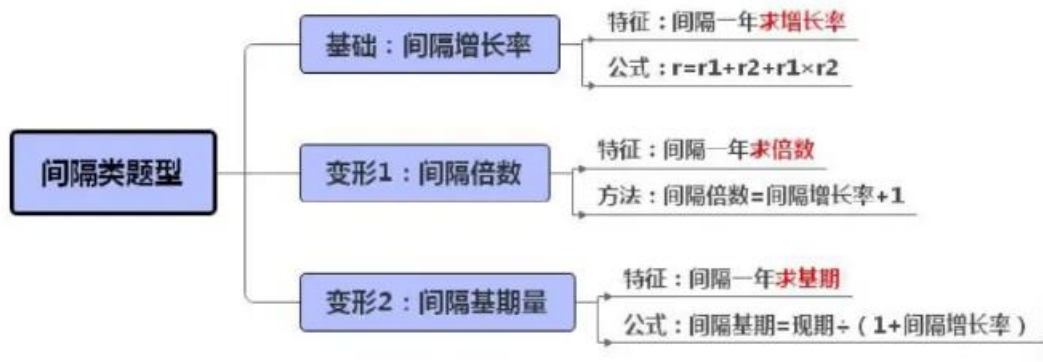 间隔类题型
基础：间隔增长率
特征：间隔一年求增长率
公式：r=r1+r2+r1×r2
变形1：间隔倍数
特征：间隔一年求倍数
方法：间隔倍数=间隔增长率+1
变形2：间隔基期量
特征：间隔一年求基期
公式：间隔基期=现期÷（1+间隔增长率）